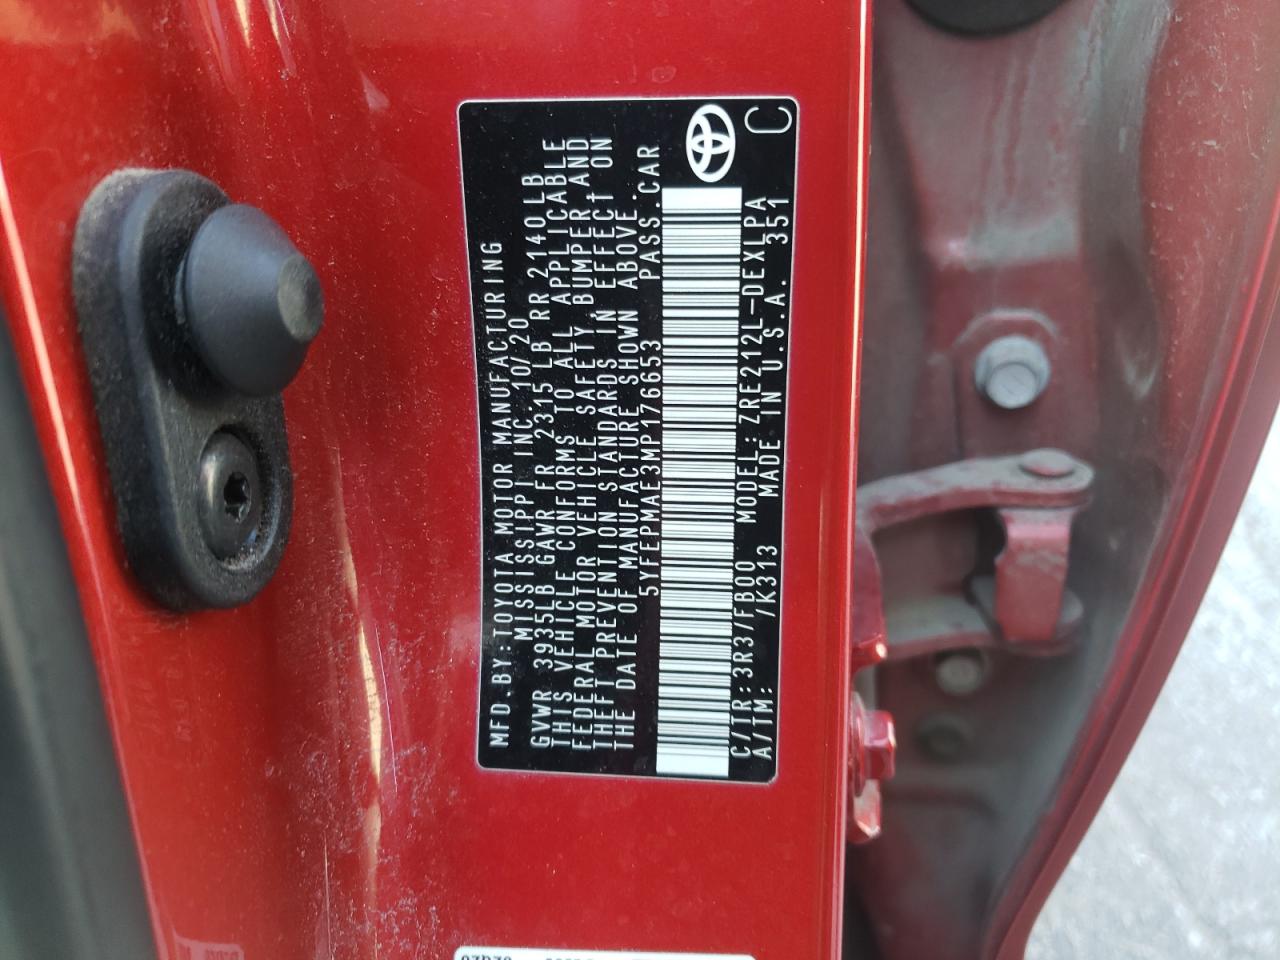 MFD.BY:TOYOTA MOTOR MANUFACTURING
MISSISSIPPI INC. 10/20
GVWR 3935LB GAWR FR 2315 LB RR 2140LB
THIS VEHICLE CONFORMS TO ALL APPLICABLE
FEDERAL MOTOR VEHICLE SAFETY, BUMPER, AND
THEFT PREVENTION STANDARDS IN EFFECT ON
THE DATE OF MANUFACTURE SHOWN ABOVE.
5YFEPMAE3MP176653 PASS.CAR
C/TR:3R3/FB00 MODEL:ZRE212L-DEXLPA
A/TM: /K313 MADE IN U.S.A. 351
C